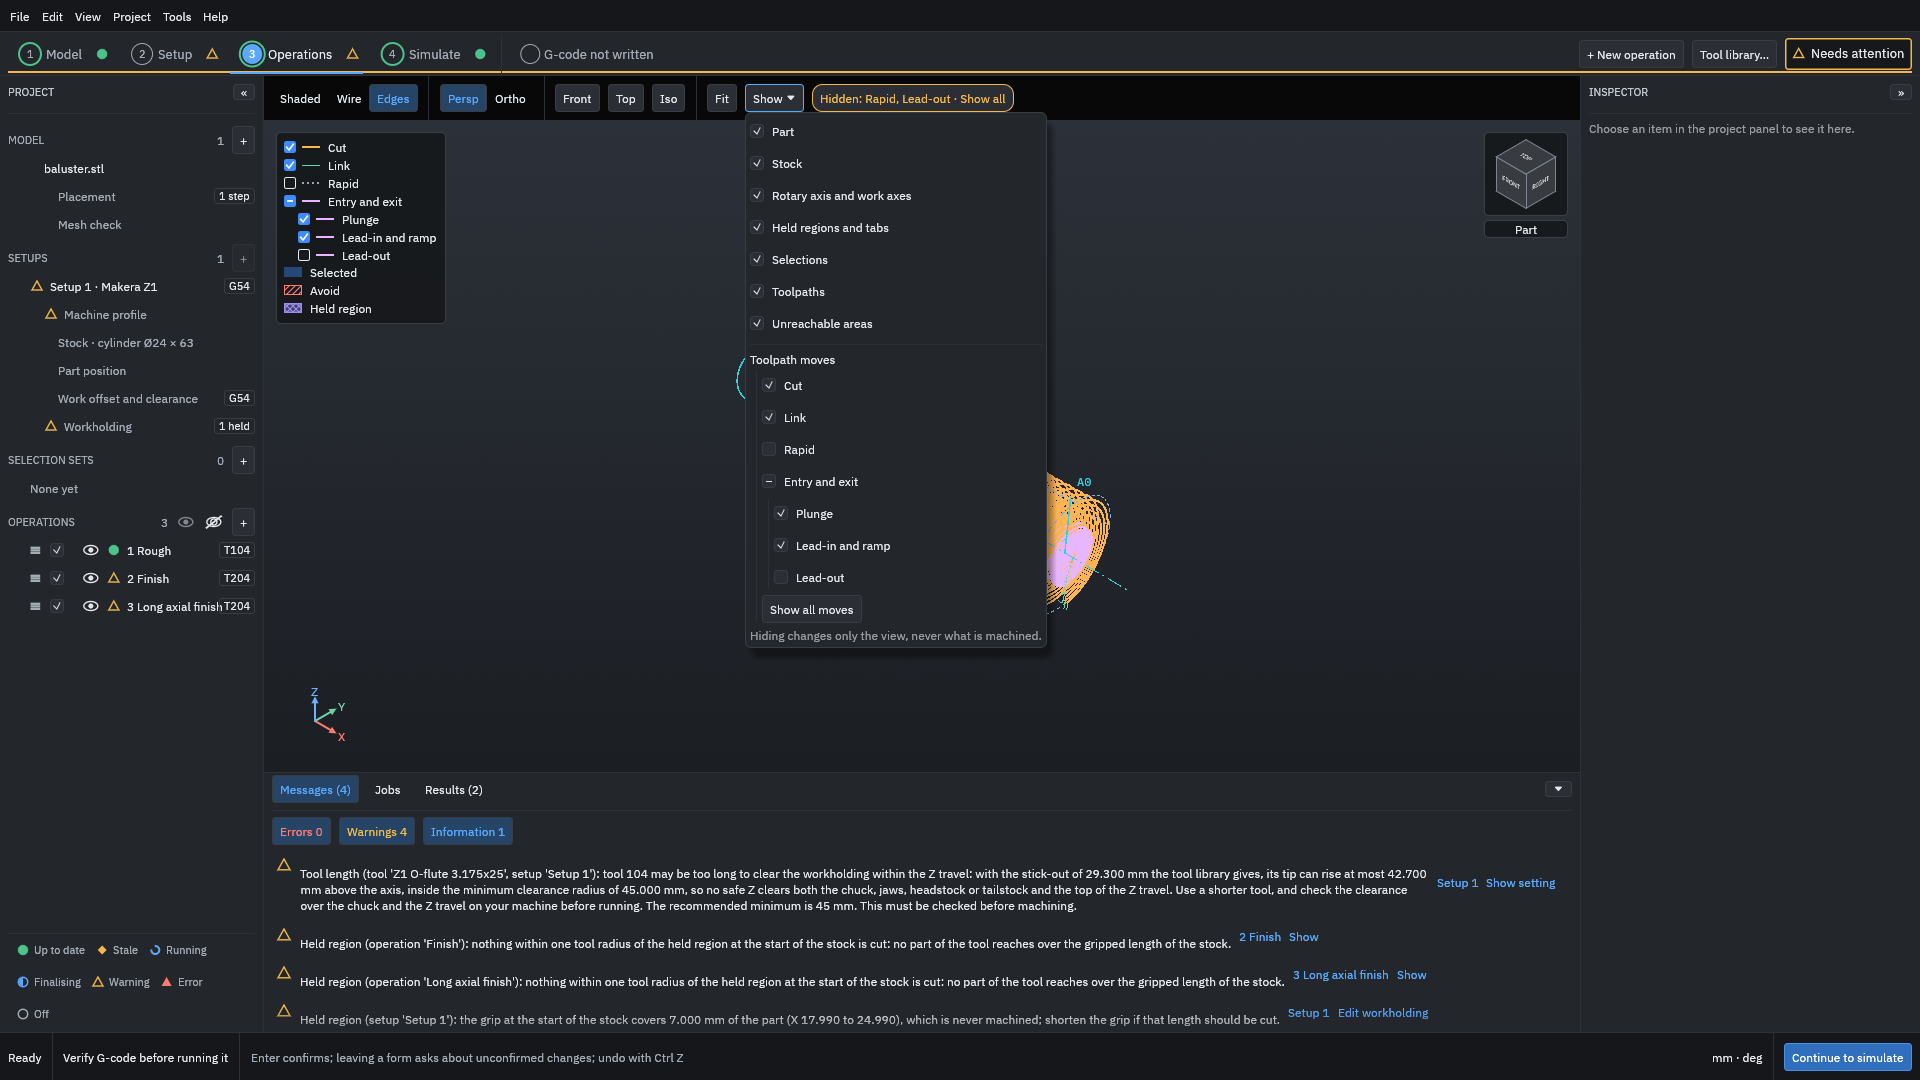 File Edit View Project Tools Help
1 Model 2 Setup 3 Operations 4 Simulate G-code not written + New operation Tool library... Needs attention
PROJECT «
Shaded Wire Edges Persp Ortho Front Top Iso Fit Show Hidden: Rapid, Lead-out · Show all
INSPECTOR »
Choose an item in the project panel to see it here.
MODEL 1 +
baluster.stl
Placement 1 step
Mesh check
SETUPS 1 +
Setup 1 · Makera Z1 G54
Machine profile
Stock · cylinder Ø24 × 63
Part position
Work offset and clearance G54
Workholding 1 held
SELECTION SETS 0 +
None yet
OPERATIONS 3 +
1 Rough T104
2 Finish T204
3 Long axial finish T204
Up to date Stale Running
Finalising Warning Error
Off
Cut
Link
Rapid
Entry and exit
Plunge
Lead-in and ramp
Lead-out
Selected
Avoid
Held region
Part
Stock
Rotary axis and work axes
Held regions and tabs
Selections
Toolpaths
Unreachable areas
Toolpath moves
Cut
Link
Rapid
Entry and exit
Plunge
Lead-in and ramp
Lead-out
Show all moves
Hiding changes only the view, never what is machined.
A0
TOP
FRONT RIGHT
Part
Z
Y
X
Messages (4) Jobs Results (2)
Errors 0 Warnings 4 Information 1
Tool length (tool 'Z1 O-flute 3.175x25', setup 'Setup 1'): tool 104 may be too long to clear the workholding within the Z travel: with the stick-out of 29.300 mm the tool library gives, its tip can rise at most 42.700
mm above the axis, inside the minimum clearance radius of 45.000 mm, so no safe Z clears both the chuck, jaws, headstock or tailstock and the top of the Z travel. Use a shorter tool, and check the clearance
over the chuck and the Z travel on your machine before running. The recommended minimum is 45 mm. This must be checked before machining.
Setup 1 Show setting
Held region (operation 'Finish'): nothing within one tool radius of the held region at the start of the stock is cut: no part of the tool reaches over the gripped length of the stock. 2 Finish Show
Held region (operation 'Long axial finish'): nothing within one tool radius of the held region at the start of the stock is cut: no part of the tool reaches over the gripped length of the stock. 3 Long axial finish Show
Held region (setup 'Setup 1'): the grip at the start of the stock covers 7.000 mm of the part (X 17.990 to 24.990), which is never machined; shorten the grip if that length should be cut. Setup 1 Edit workholding
Ready Verify G-code before running it Enter confirms; leaving a form asks about unconfirmed changes; undo with Ctrl Z mm · deg Continue to simulate